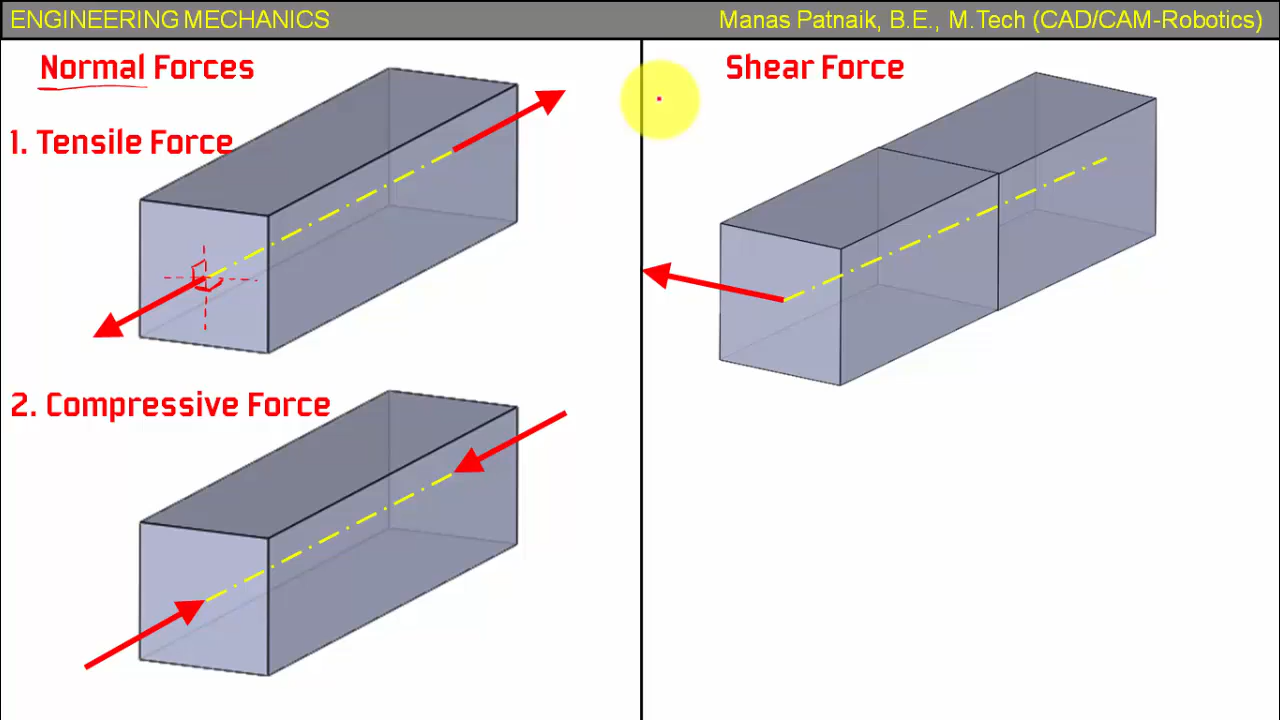 ENGINEERING MECHANICS
Manas Patnaik, B.E., M.Tech (CAD/CAM-Robotics)
Normal Forces
1. Tensile Force
2. Compressive Force
Shear Force